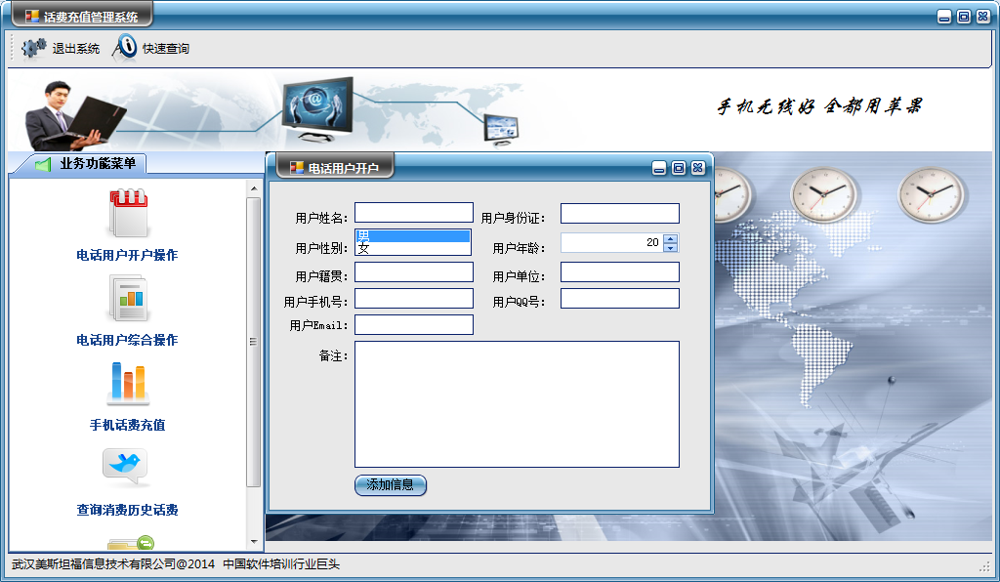 话费充值管理系统
退出系统 快速查询
手机无线好 全都用苹果
业务功能菜单
电话用户开户操作
电话用户综合操作
手机话费充值
查询消费历史话费
电话用户开户
用户姓名： 用户身份证：
用户性别： 男 女 用户年龄： 20
用户籍贯： 用户单位：
用户手机号： 用户QQ号：
用户Email：
备注：
添加信息
武汉美斯坦福信息技术有限公司@2014 中国软件培训行业巨头